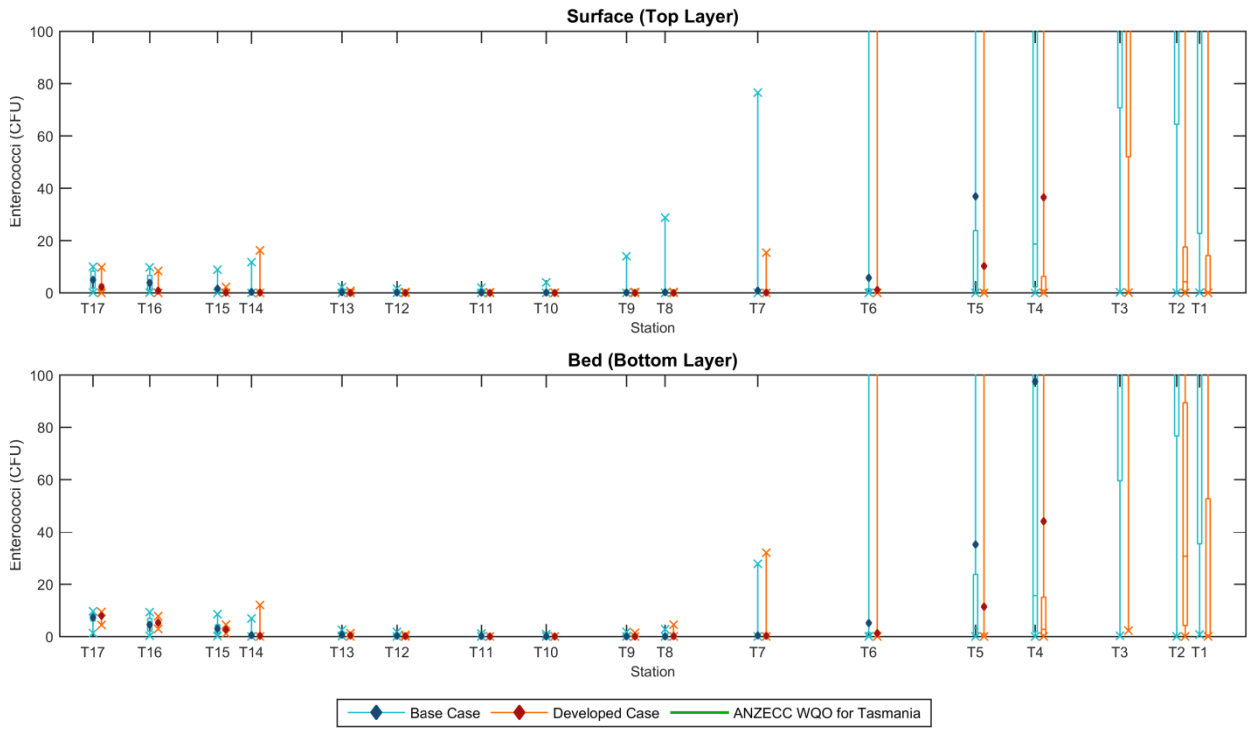 Surface (Top Layer)
100
80
60
40
20
0
Enterococci (CFU)
T17 T16 T15 T14 T13 T12 T11 T10 T9 T8 T7 T6 T5 T4 T3 T2 T1
Station
Bed (Bottom Layer)
100
80
60
40
20
0
Enterococci (CFU)
T17 T16 T15 T14 T13 T12 T11 T10 T9 T8 T7 T6 T5 T4 T3 T2 T1
Station
Base Case Developed Case ANZECC WQO for Tasmania